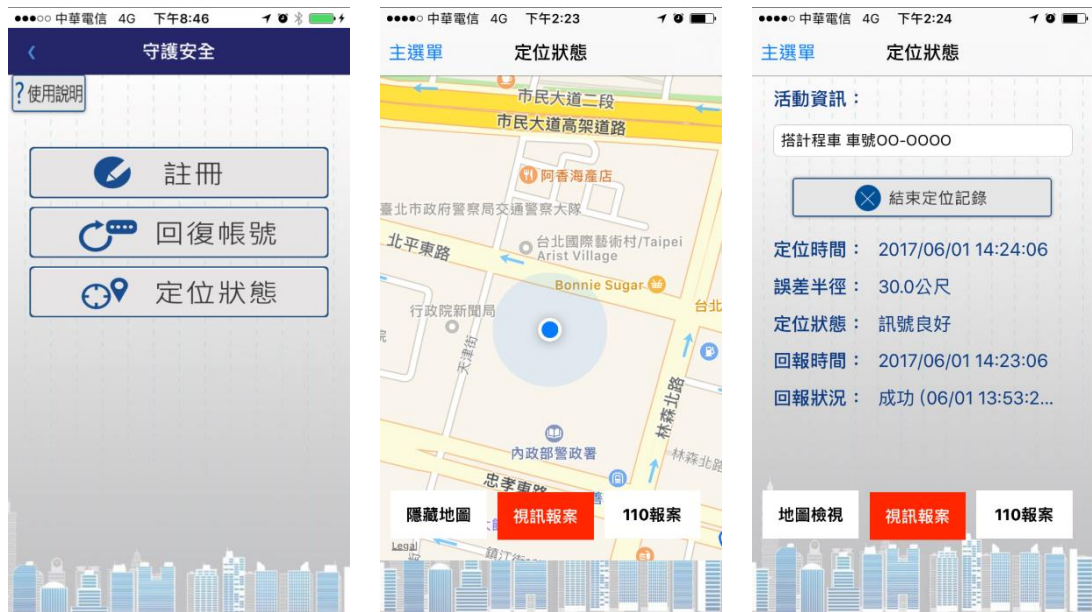 中華電信 4G 下午8:46
守護安全
?使用說明
註冊
回復帳號
定位狀態
中華電信 4G 下午2:23
主選單 定位狀態
市民大道二段
市民大道高架道路
阿香海產店
臺北市政府警察局交通警察大隊
北平東路
台北國際藝術村/Taipei
Arist Village
Bonnie Sugar
台北
行政院新聞局
院
天津街
林森北路
內政部警政署
林森北路
忠孝東路
隱藏地圖 視訊報案 110報案
Legal
鎮江街
中華電信 4G 下午2:24
主選單 定位狀態
活動資訊：
搭計程車 車號OO-OOOO
結束定位記錄
定位時間： 2017/06/01 14:24:06
誤差半徑： 30.0公尺
定位狀態： 訊號良好
回報時間： 2017/06/01 14:23:06
回報狀況： 成功 (06/01 13:53:2...
地圖檢視 視訊報案 110報案